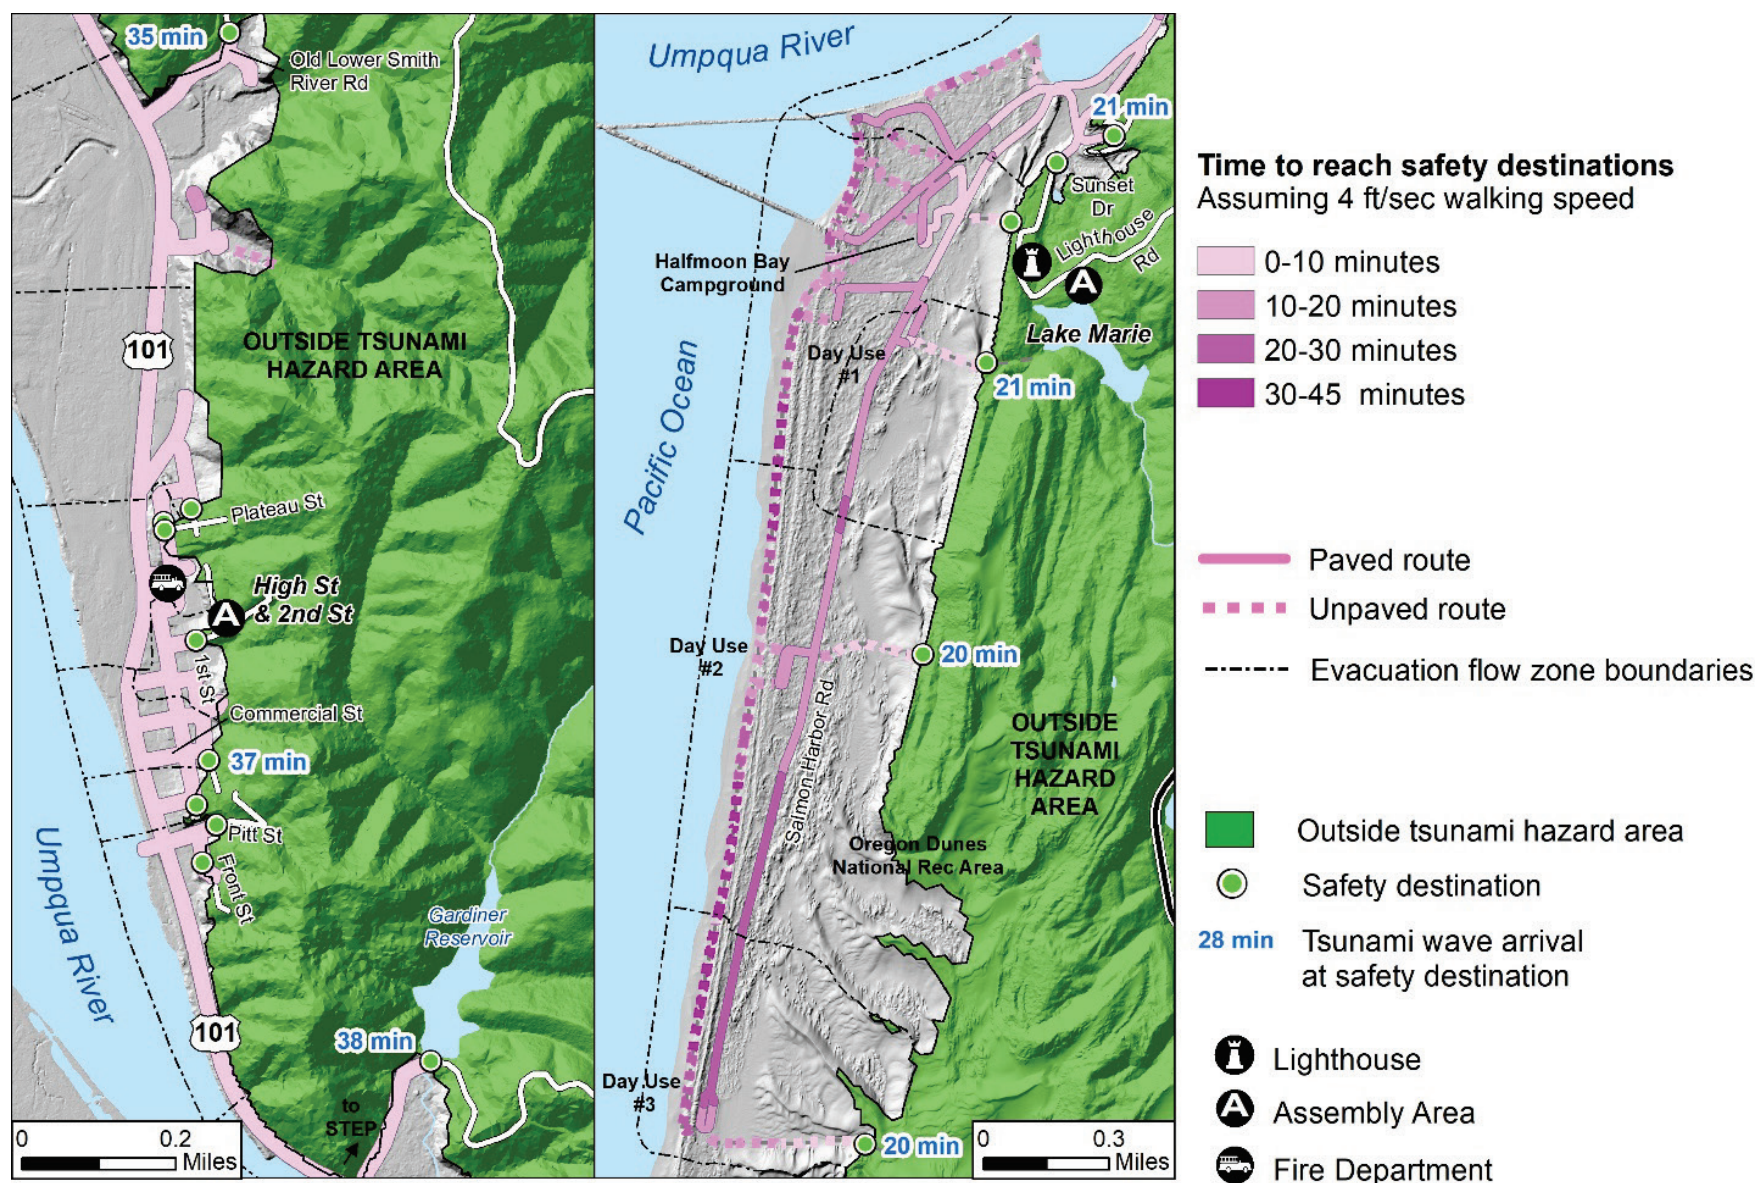 35 min
Old Lower Smith
River Rd
101
OUTSIDE TSUNAMI
HAZARD AREA
Plateau St
High St
& 2nd St
A
1st St
Commercial St
37 min
Pitt St
Front St
Umpqua River
Gardiner
Reservoir
101
38 min
to
STEP
0
0.2
Miles
Umpqua River
21 min
Sunset
Dr
Lighthouse
Rd
A
Halfmoon Bay
Campground
Lake Marie
Day Use
#1
21 min
Pacific Ocean
Day Use
#2
20 min
Salmon Harbor Rd
OUTSIDE
TSUNAMI
HAZARD
AREA
Oregon Dunes
National Rec Area
Day Use
#3
20 min
0
0.3
Miles
Time to reach safety destinations
Assuming 4 ft/sec walking speed
0-10 minutes
10-20 minutes
20-30 minutes
30-45 minutes
Paved route
Unpaved route
Evacuation flow zone boundaries
Outside tsunami hazard area
Safety destination
28 min
Tsunami wave arrival
at safety destination
Lighthouse
A
Assembly Area
Fire Department